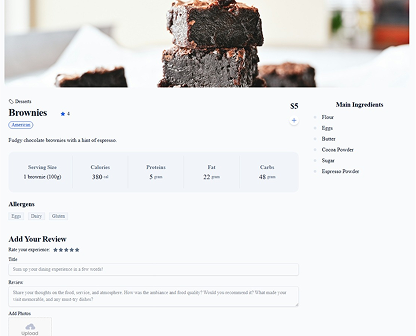 Desserts
Brownies
4
American
Fudgy chocolate brownies with a hint of espresso.
$5
+
Serving Size
1 brownie (100g)
Calories
380 cal
Proteins
5 gram
Fat
22 gram
Carbs
48 gram
Allergens
Eggs
Dairy
Gluten
Add Your Review
Rate your experience:
Title
Sum up your dining experience in a few words!
Review
Share your thoughts on the food, service, and atmosphere. How was the ambiance and food quality? Would you recommend it? What made your
visit memorable, and any must-try dishes?
Add Photos
Upload
Main Ingredients
Flour
Eggs
Butter
Cocoa Powder
Sugar
Espresso Powder